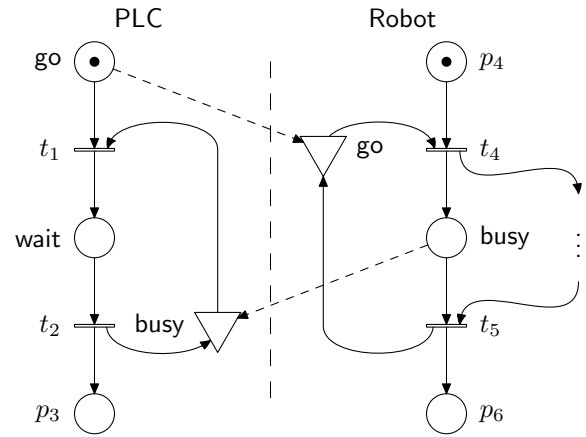 PLC
Robot
go
p₄
t₁
go
t₄
wait
busy
⋮
t₂
busy
t₅
p₃
p₆